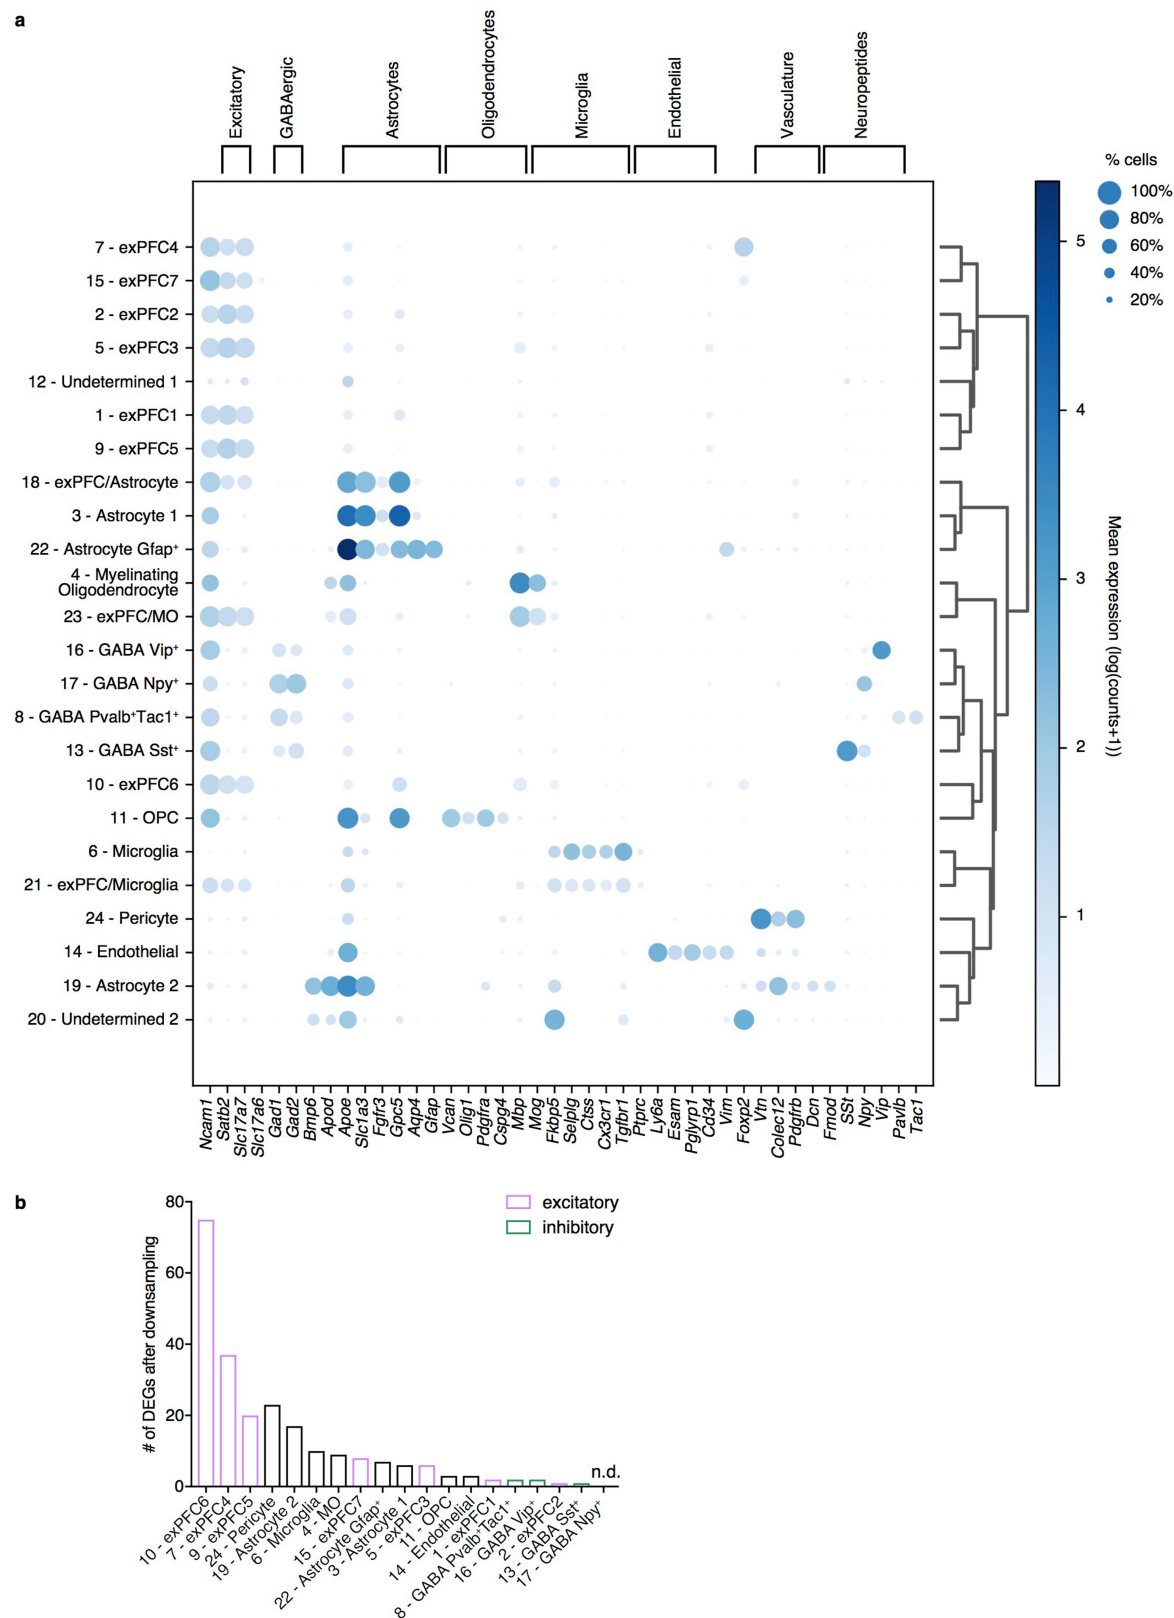 a
Excitatory
GABAergic
Astrocytes
Oligodendrocytes
Microglia
Endothelial
Vasculature
Neuropeptides
% cells
100%
80%
60%
40%
20%
7 - exPFC4
15 - exPFC7
2 - exPFC2
5 - exPFC3
12 - Undetermined 1
1 - exPFC1
9 - exPFC5
18 - exPFC/Astrocyte
3 - Astrocyte 1
22 - Astrocyte Gfap⁺
4 - Myelinating
Oligodendrocyte
23 - exPFC/MO
16 - GABA Vip⁺
17 - GABA Npy⁺
8 - GABA Pvalb⁺Tac1⁺
13 - GABA Sst⁺
10 - exPFC6
11 - OPC
6 - Microglia
21 - exPFC/Microglia
24 - Pericyte
14 - Endothelial
19 - Astrocyte 2
20 - Undetermined 2
5
4
3
2
1
Mean expression (log(counts+1))
Ncam1
Satb2
Slc17a7
Slc17a6
Gad1
Gad2
Bmp6
Apod
Apoe
Slc1a3
Fgfr3
Gpc5
Aqp4
Gfap
Vcan
Olig1
Pdgfra
Cspg4
Mbp
Mog
Fkbp5
Selplg
Ctss
Cx3cr1
Tgfbr1
Ptprc
Ly6a
Esam
Pglyrp1
Cd34
Vim
Foxp2
Vtn
Colec12
Pdgfrb
Dcn
Fmod
SSt
Npy
Vip
Pavlb
Tac1
b
# of DEGs after downsampling
80
60
40
20
0
excitatory
inhibitory
n.d.
10 - exPFC6
7 - exPFC4
9 - exPFC5
24 - Pericyte
19 - Astrocyte 2
6 - Microglia
4 - MO
15 - exPFC7
22 - Astrocyte Gfap⁺
3 - Astrocyte 1
5 - exPFC3
11 - OPC
14 - Endothelial
1 - exPFC1
8 - GABA Pvalb⁺Tac1⁺
16 - GABA Vip⁺
2 - exPFC2
13 - GABA Sst⁺
17 - GABA Npy⁺